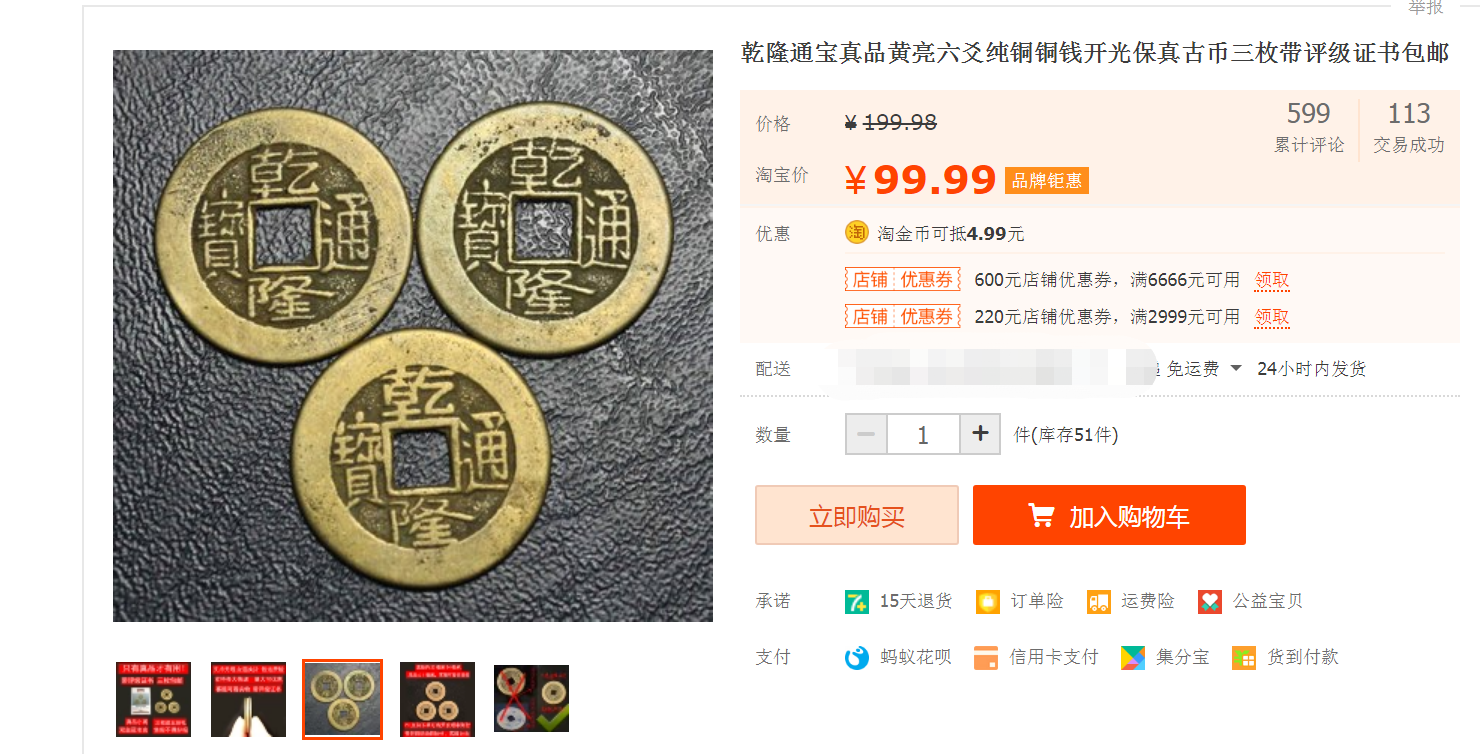 举报
乾隆通宝真品黄亮六爻纯铜铜钱开光保真古币三枚带评级证书包邮
价格 ¥ 199.98
599 113
累计评论 交易成功
淘宝价 ¥99.99 品牌钜惠
优惠 淘 淘金币可抵4.99元
店铺 优惠券 600元店铺优惠券，满6666元可用 领取
店铺 优惠券 220元店铺优惠券，满2999元可用 领取
配送 免运费 24小时内发货
数量 − 1 + 件(库存51件)
立即购买 加入购物车
承诺 7+ 15天退货 订单险 运费险 公益宝贝
支付 蚂蚁花呗 信用卡支付 集分宝 货到付款
乾隆通寶
乾隆通寶
乾隆通寶
只有真品才有用!